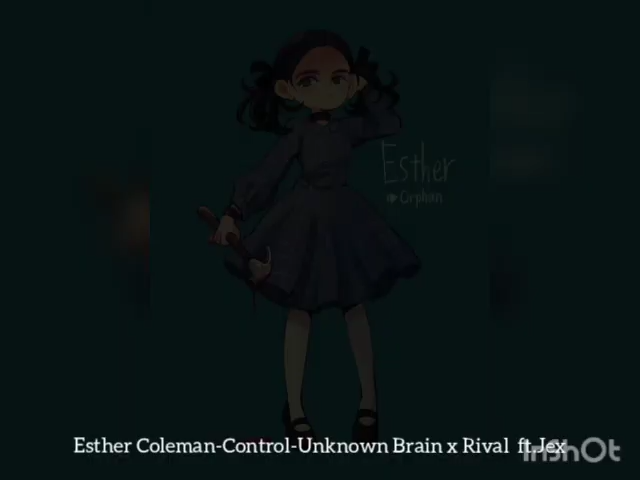 Esther
Orphan
Esther Coleman-Control-Unknown Brain x Rival ft.Jex
InShOt